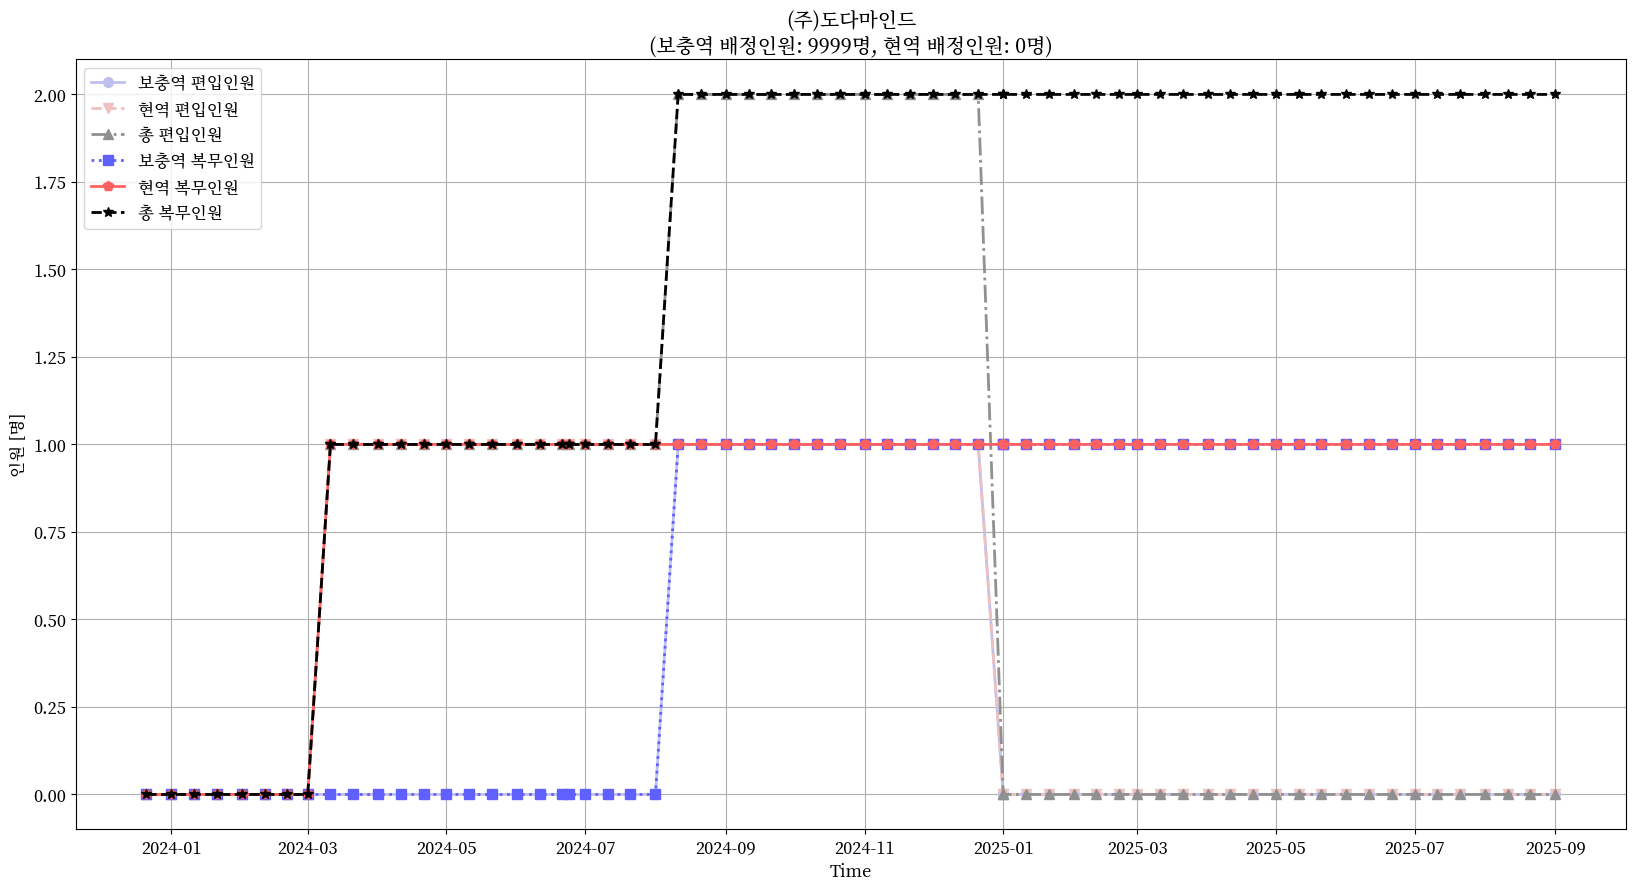 (주)도다마인드
(보충역 배정인원: 9999명, 현역 배정인원: 0명)
보충역 편입인원
현역 편입인원
총 편입인원
보충역 복무인원
현역 복무인원
총 복무인원
인원 [명]
2.00
1.75
1.50
1.25
1.00
0.75
0.50
0.25
0.00
2024-01 2024-03 2024-05 2024-07 2024-09 2024-11 2025-01 2025-03 2025-05 2025-07 2025-09
Time